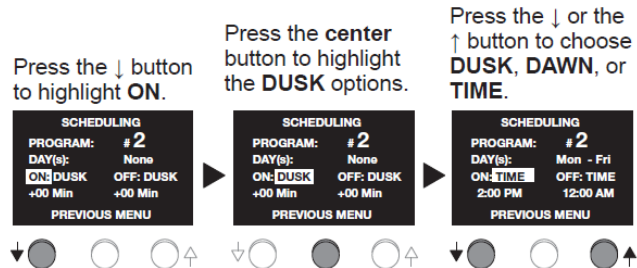 Press the ↓ button
to highlight ON.
SCHEDULING
PROGRAM: # 2
DAY(s): None
ON: DUSK OFF: DUSK
+00 Min +00 Min
PREVIOUS MENU
Press the center
button to highlight
the DUSK options.
SCHEDULING
PROGRAM: # 2
DAY(s): None
ON: DUSK OFF: DUSK
+00 Min +00 Min
PREVIOUS MENU
Press the ↓ or the
↑ button to choose
DUSK, DAWN, or
TIME.
SCHEDULING
PROGRAM: # 2
DAY(s): Mon - Fri
ON: TIME OFF: TIME
2:00 PM 12:00 AM
PREVIOUS MENU